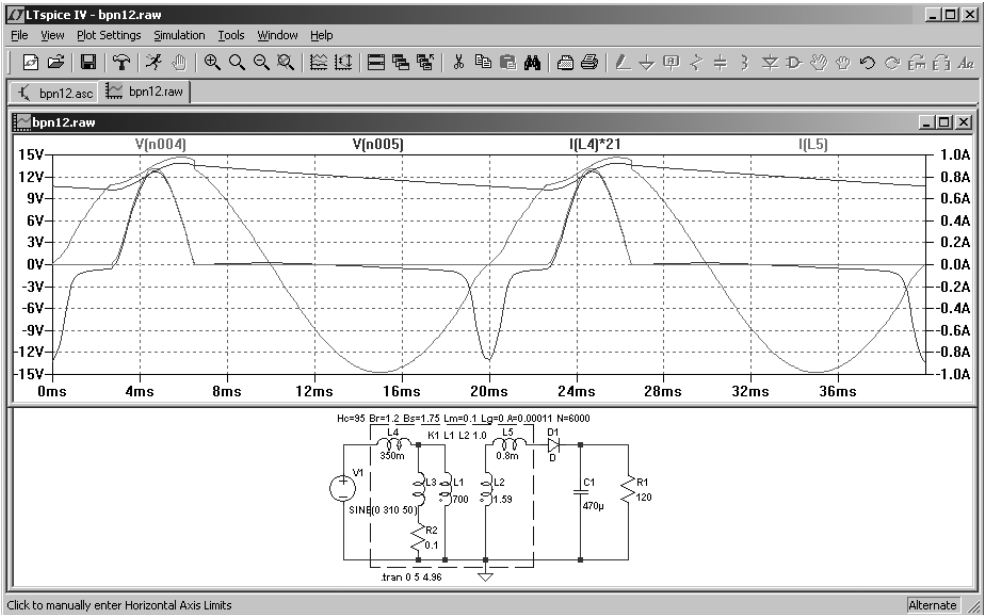 LTspice IV - bpn12.raw
File View Plot Settings Simulation Tools Window Help
bpn12.asc bpn12.raw
bpn12.raw
V(n004) V(n005) I(L4)*21 I(L5)
15V 1.0A
12V 0.8A
9V 0.6A
6V 0.4A
3V 0.2A
0V 0.0A
-3V -0.2A
-6V -0.4A
-9V -0.6A
-12V -0.8A
-15V -1.0A
0ms 4ms 8ms 12ms 16ms 20ms 24ms 28ms 32ms 36ms
Hc=95 Br=1.2 Bs=1.75 Lm=0.1 Lg=0 A=0.00011 N=6000
L4 K1 L1 L2 1.0 L5 D1
350m 0.8m D
V1 L3 L1 L2 C1 R1
700 1.59 470µ 120
SINE(0 310 50)
R2
0.1
.tran 0 5 4.96
Click to manually enter Horizontal Axis Limits Alternate